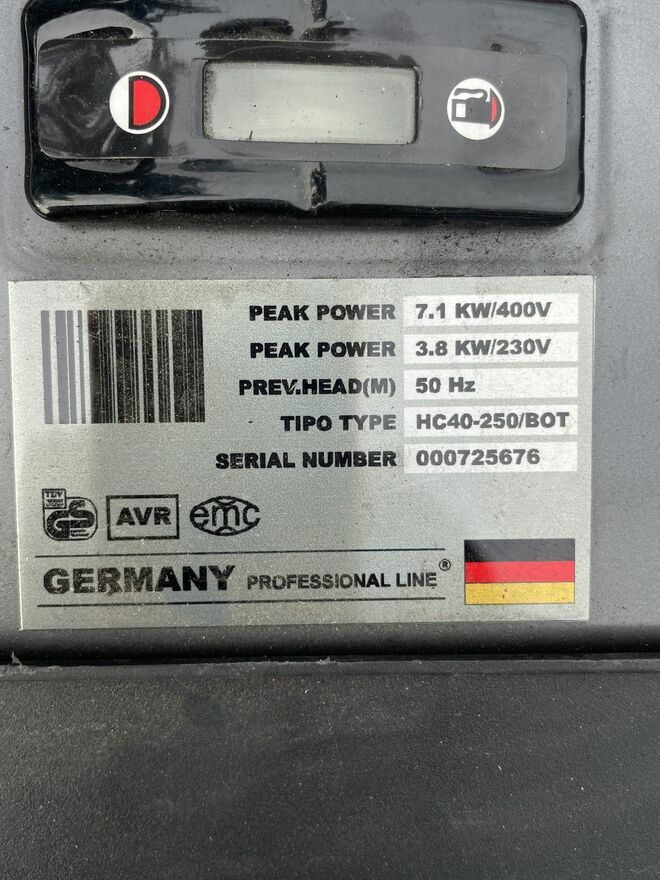 PEAK POWER 7.1 KW/400V
PEAK POWER 3.8 KW/230V
PREV.HEAD(M) 50 Hz
TIPO TYPE HC40-250/BOT
SERIAL NUMBER 000725676
TÜV GS AVR emc
GERMANY PROFESSIONAL LINE ®